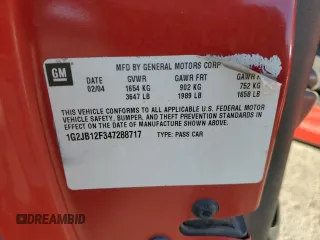 GM
MFD BY GENERAL MOTORS CORP
DATE GVWR GAWR FRT GAWR R
02/04 1654 KG 902 KG 752 KG
3647 LB 1989 LB 1658 LB
THIS VEHICLE CONFORMS TO ALL APPLICABLE U.S. FEDERAL MOTOR
VEHICLE SAFETY, BUMPER, AND THEFT PREVENTION STANDARDS
IN EFFECT ON THE DATE OF MANUFACTURE SHOWN ABOVE.
1G2JB12F347288717 TYPE: PASS CAR
DREAMBID